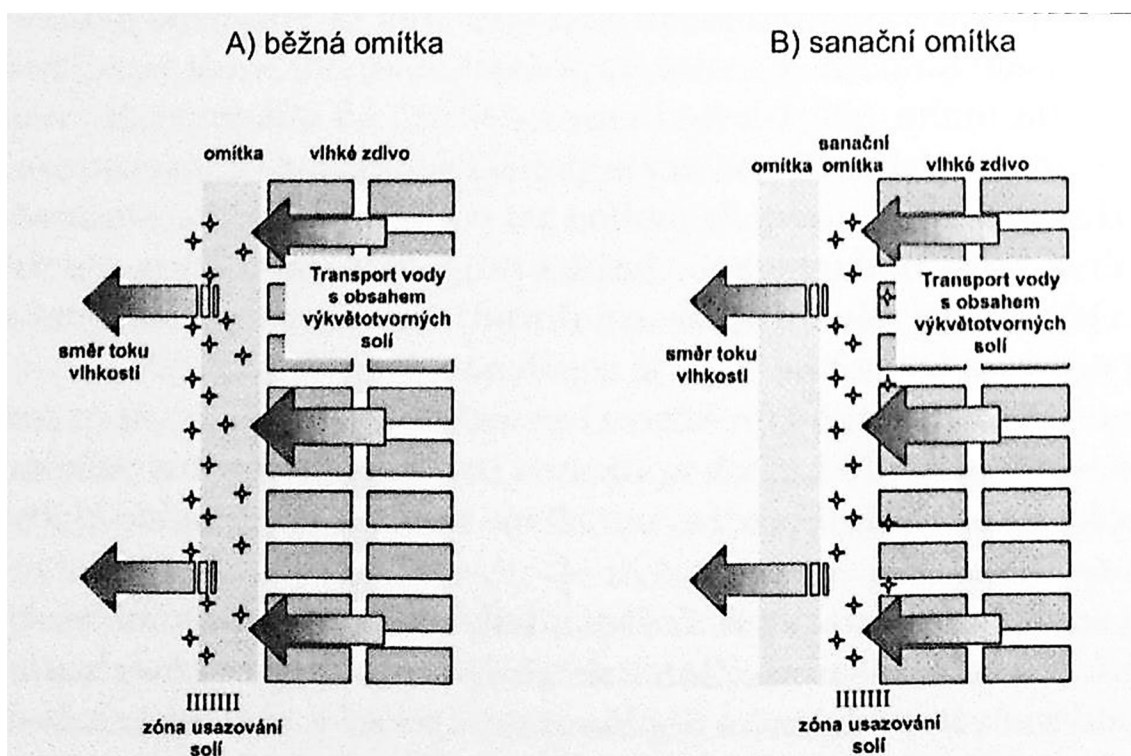 A) běžná omítka
omítka
vlhké zdivo
Transport vody
s obsahem
výkvětotvorných
solí
směr toku
vlhkosti
zóna usazování
solí
B) sanační omítka
omítka
sanační
omítka
vlhké zdivo
Transport vody
s obsahem
výkvětotvorných
solí
směr toku
vlhkosti
zóna usazování
solí